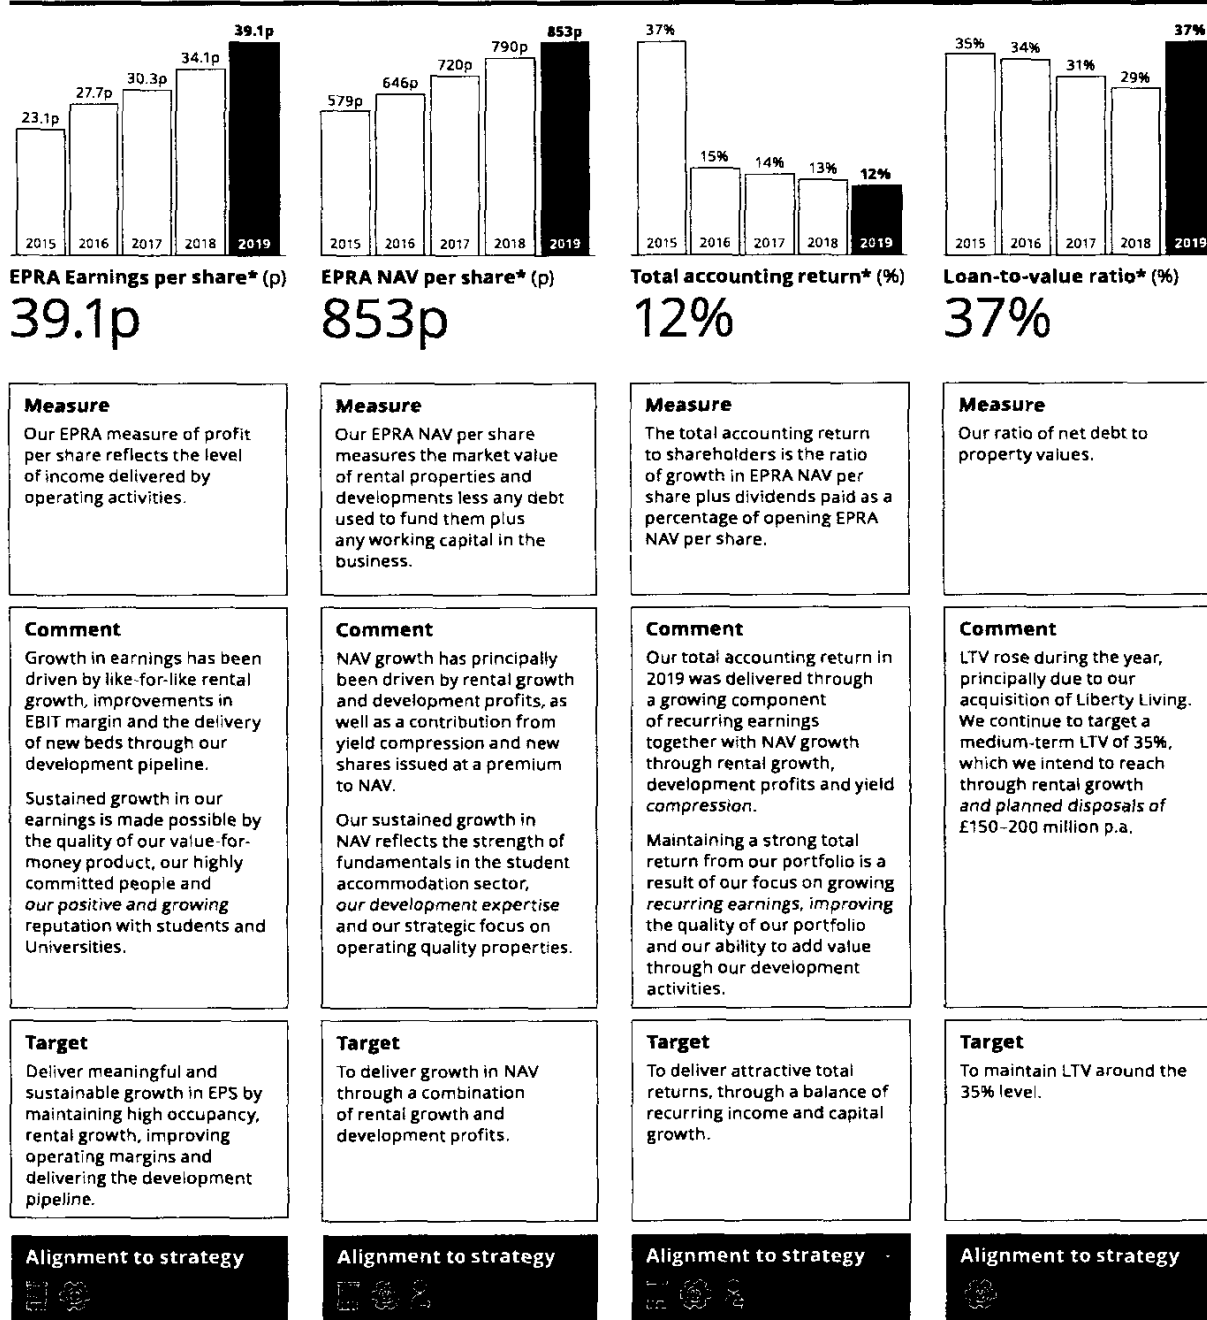 39.1p
34.1p
30.3p
27.7p
23.1p
2015 2016 2017 2018 2019
EPRA Earnings per share* (p)
39.1p
Measure
Our EPRA measure of profit
per share reflects the level
of income delivered by
operating activities.
Comment
Growth in earnings has been
driven by like-for-like rental
growth, improvements in
EBIT margin and the delivery
of new beds through our
development pipeline.
Sustained growth in our
earnings is made possible by
the quality of our value-for-
money product, our highly
committed people and
our positive and growing
reputation with students and
Universities.
Target
Deliver meaningful and
sustainable growth in EPS by
maintaining high occupancy,
rental growth, improving
operating margins and
delivering the development
pipeline.
Alignment to strategy
853p
790p
720p
646p
579p
2015 2016 2017 2018 2019
EPRA NAV per share* (p)
853p
Measure
Our EPRA NAV per share
measures the market value
of rental properties and
developments less any debt
used to fund them plus
any working capital in the
business.
Comment
NAV growth has principally
been driven by rental growth
and development profits, as
well as a contribution from
yield compression and new
shares issued at a premium
to NAV.
Our sustained growth in
NAV reflects the strength of
fundamentals in the student
accommodation sector,
our development expertise
and our strategic focus on
operating quality properties.
Target
To deliver growth in NAV
through a combination
of rental growth and
development profits.
Alignment to strategy
37%
15%
14%
13%
12%
2015 2016 2017 2018 2019
Total accounting return* (%)
12%
Measure
The total accounting return
to shareholders is the ratio
of growth in EPRA NAV per
share plus dividends paid as a
percentage of opening EPRA
NAV per share.
Comment
Our total accounting return in
2019 was delivered through
a growing component
of recurring earnings
together with NAV growth
through rental growth,
development profits and yield
compression.
Maintaining a strong total
return from our portfolio is a
result of our focus on growing
recurring earnings, improving
the quality of our portfolio
and our ability to add value
through our development
activities.
Target
To deliver attractive total
returns, through a balance of
recurring income and capital
growth.
Alignment to strategy
37%
35%
34%
31%
29%
2015 2016 2017 2018 2019
Loan-to-value ratio* (%)
37%
Measure
Our ratio of net debt to
property values.
Comment
LTV rose during the year,
principally due to our
acquisition of Liberty Living.
We continue to target a
medium-term LTV of 35%,
which we intend to reach
through rental growth
and planned disposals of
£150-200 million p.a.
Target
To maintain LTV around the
35% level.
Alignment to strategy